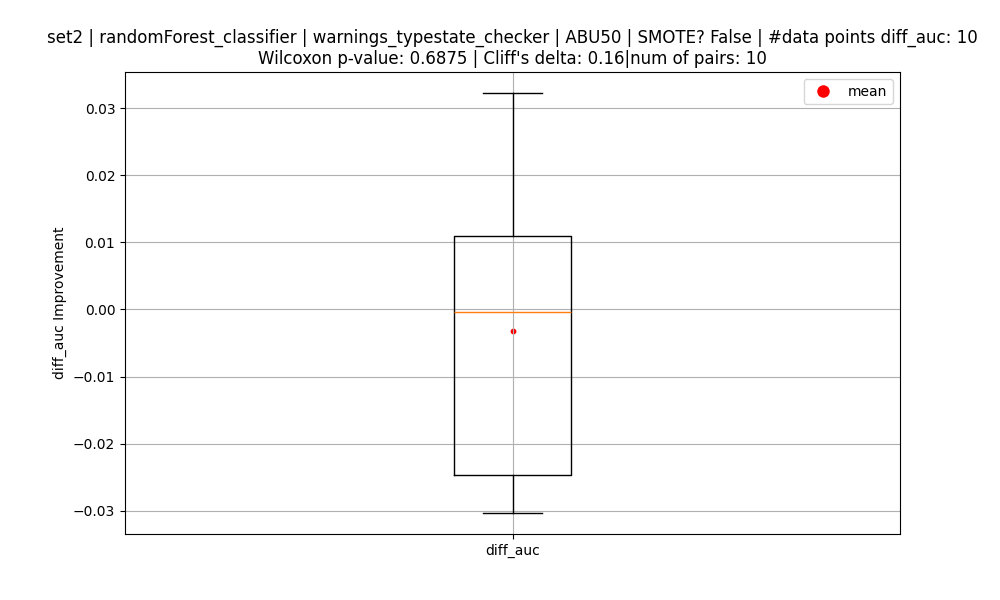 set2 | randomForest_classifier | warnings_typestate_checker | ABU50 | SMOTE? False | #data points diff_auc: 10
Wilcoxon p-value: 0.6875 | Cliff's delta: 0.16|num of pairs: 10
mean
0.03
0.02
0.01
0.00
−0.01
−0.02
−0.03
diff_auc Improvement
diff_auc